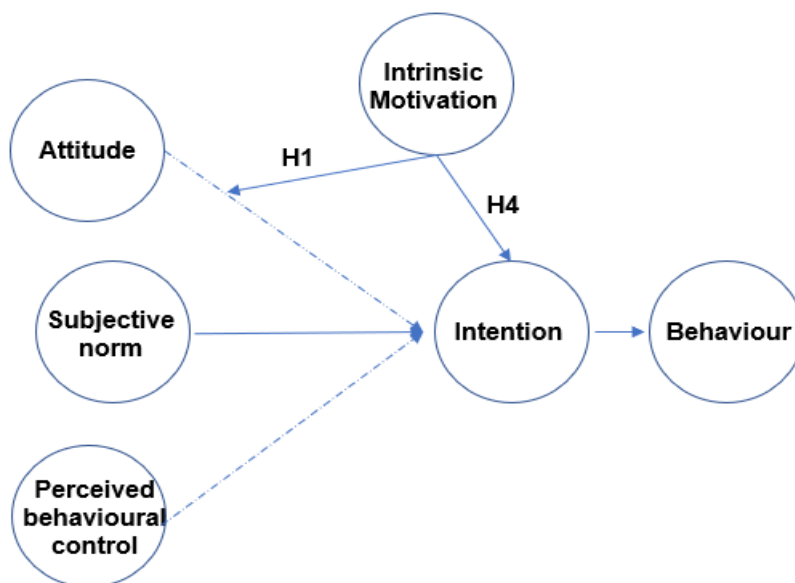 Intrinsic
Motivation
Attitude
H1
H4
Subjective
norm
Intention
Behaviour
Perceived
behavioural
control